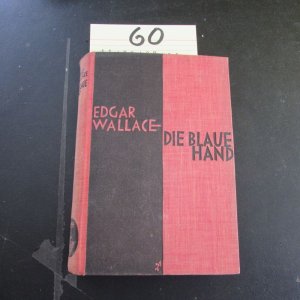 60
EDGAR
WALLACE-
DIE BLAUE
HAND